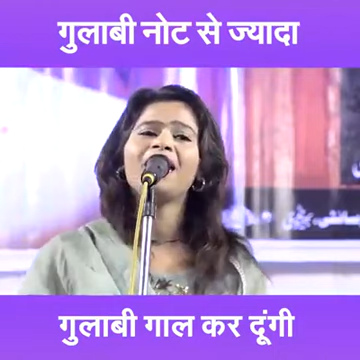 गुलाबी नोट से ज्यादा
गुलाबी गाल कर दूंगी